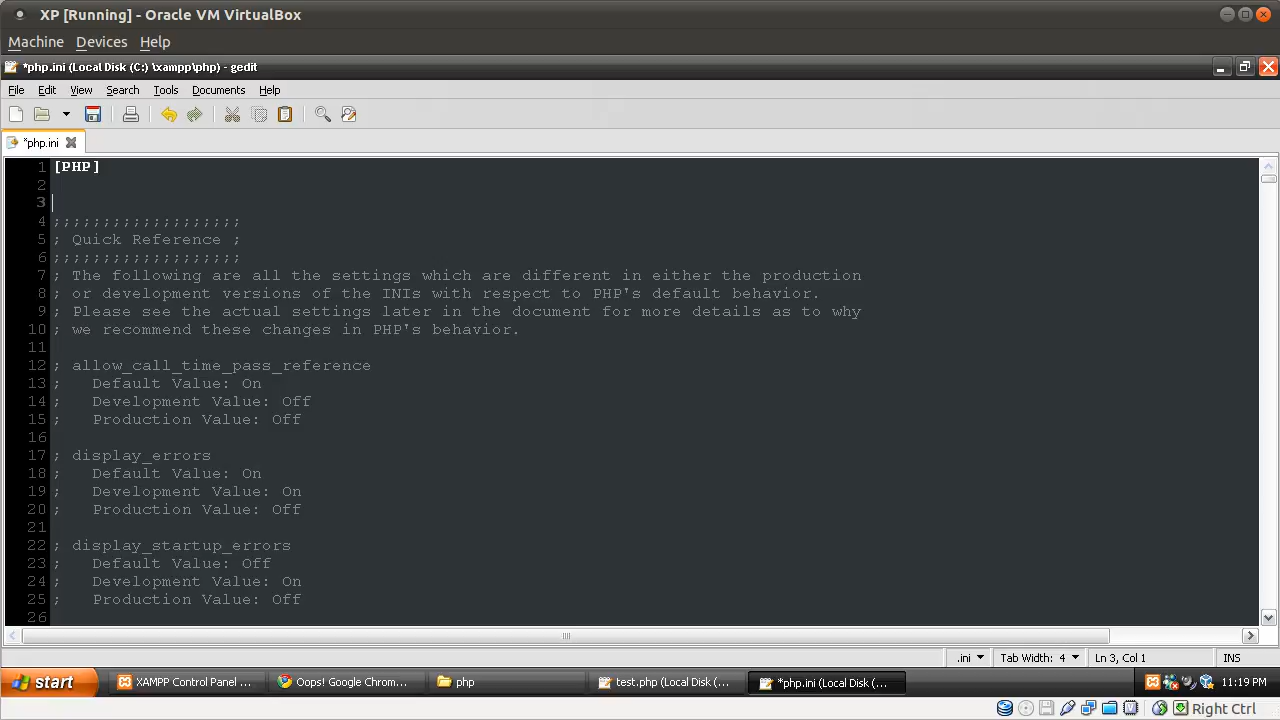 XP [Running] - Oracle VM VirtualBox
Machine Devices Help
*php.ini (Local Disk (C:) \xampp\php) - gedit
File Edit View Search Tools Documents Help
*php.ini
1 [PHP]
2
3
4 ;;;;;;;;;;;;;;;;;;;
5 ; Quick Reference ;
6 ;;;;;;;;;;;;;;;;;;;
7 ; The following are all the settings which are different in either the production
8 ; or development versions of the INIs with respect to PHP's default behavior.
9 ; Please see the actual settings later in the document for more details as to why
10 ; we recommend these changes in PHP's behavior.
11
12 ; allow_call_time_pass_reference
13 ;   Default Value: On
14 ;   Development Value: Off
15 ;   Production Value: Off
16
17 ; display_errors
18 ;   Default Value: On
19 ;   Development Value: On
20 ;   Production Value: Off
21
22 ; display_startup_errors
23 ;   Default Value: Off
24 ;   Development Value: On
25 ;   Production Value: Off
26
.ini Tab Width: 4 Ln 3, Col 1 INS
start XAMPP Control Panel ... Oops! Google Chrom... php test.php (Local Disk (... *php.ini (Local Disk (... 11:19 PM
Right Ctrl